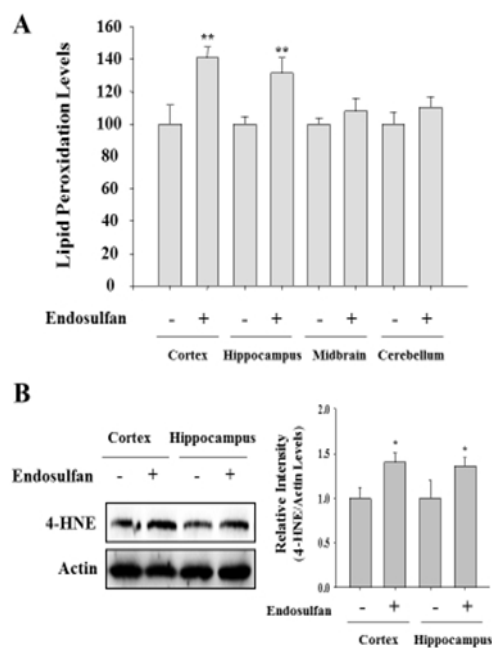 A
Lipid Peroxidation Levels
160
140
120
100
80
60
40
20
0
** **
Endosulfan - + - + - + - +
Cortex Hippocampus Midbrain Cerebellum
B
Cortex Hippocampus
Endosulfan - + - +
4-HNE
Actin
Relative Intensity
(4-HNE/Actin Levels)
2.0
1.5
1.0
0.5
0.0
* *
Endosulfan - + - +
Cortex Hippocampus